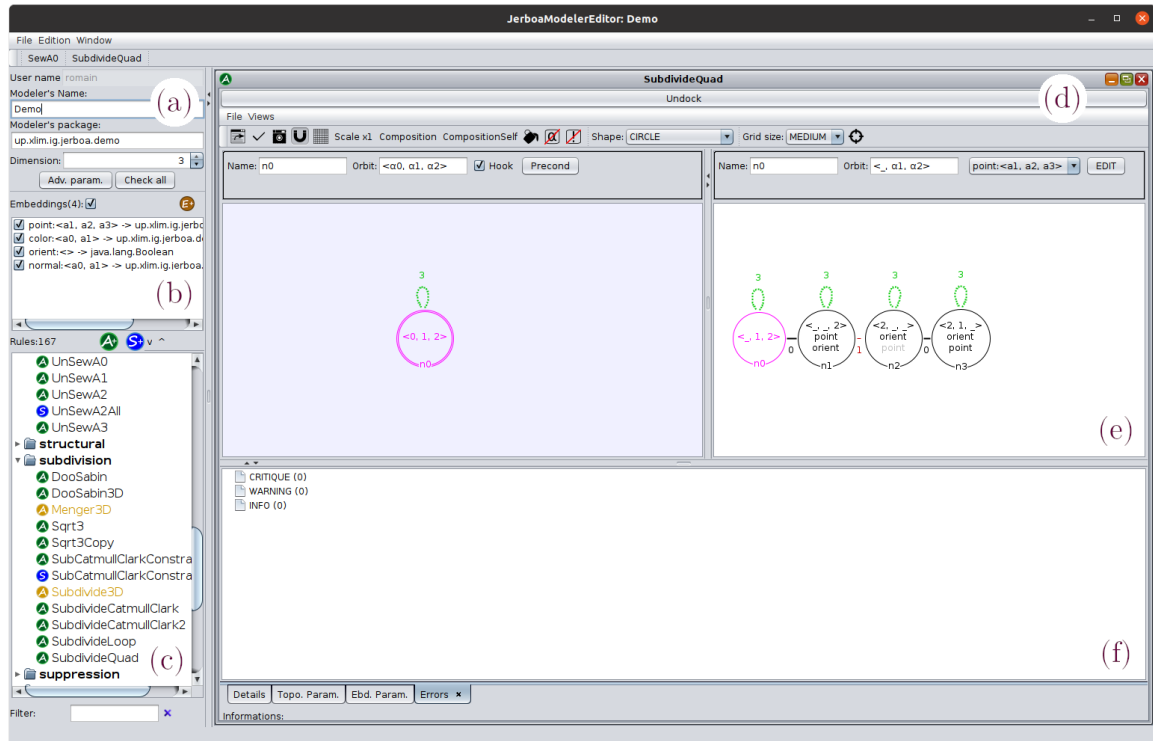 JerboaModelerEditor: Demo
File Edition Window
SewA0 SubdivideQuad
User name romain
Modeler's Name:
Demo
(a)
Modeler's package:
up.xlim.ig.jerboa.demo
Dimension: 3
Adv. param. Check all
Embeddings(4): E+
point:<a1, a2, a3> -> up.xlim.ig.jerbo
color:<a0, a1> -> up.xlim.ig.jerboa.d
orient:<> -> java.lang.Boolean
normal:<a0, a1> -> up.xlim.ig.jerboa.
(b)
Rules:167 A+ S+ v ^
A UnSewA0
A UnSewA1
A UnSewA2
S UnSewA2All
A UnSewA3
structural
subdivision
A DooSabin
A DooSabin3D
A Menger3D
A Sqrt3
A Sqrt3Copy
A SubCatmullClarkConstra
S SubCatmullClarkConstra
A Subdivide3D
A SubdivideCatmullClark
A SubdivideCatmullClark2
A SubdivideLoop
A SubdivideQuad
(c)
suppression
Filter:
A SubdivideQuad
Undock
(d)
File Views
Scale x1 Composition CompositionSelf Shape: CIRCLE Grid size: MEDIUM
Name: n0 Orbit: <α0, α1, α2> Hook Precond
Name: n0 Orbit: <_, α1, α2> point:<a1, a2, a3> EDIT
3
<0, 1, 2>
n0
3 3 3 3
<_, 1, 2>
n0
0
<_, _, 2>
point
orient
n1
1
<2, _, _>
orient
point
n2
0
<2, 1, _>
orient
point
n3
(e)
CRITIQUE (0)
WARNING (0)
INFO (0)
(f)
Details Topo. Param. Ebd. Param. Errors ×
Informations: